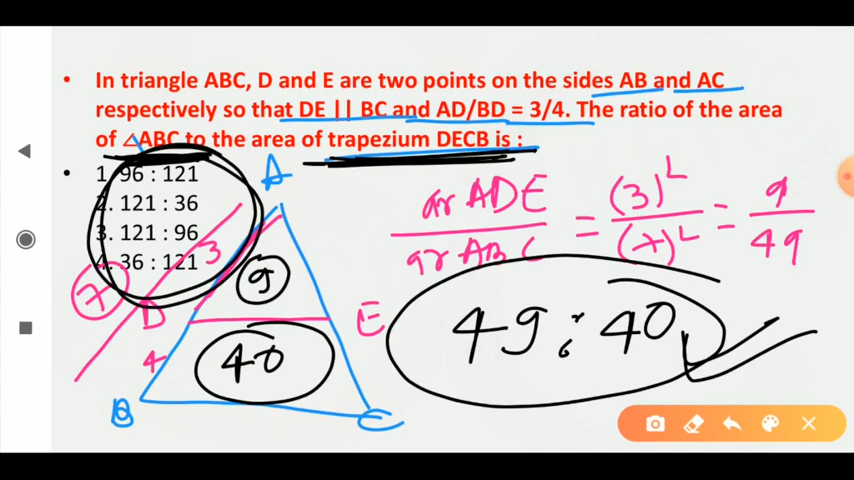 • In triangle ABC, D and E are two points on the sides AB and AC
respectively so that DE || BC and AD/BD = 3/4. The ratio of the area
of △ABC to the area of trapezium DECB is :
• 1. 96 : 121
2. 121 : 36
3. 121 : 96
4. 36 : 121
A
ar ADE / ar ABC = (3)² / (7)² = 9 / 49
3
7
9
D
E
49 : 40
4
40
B
C